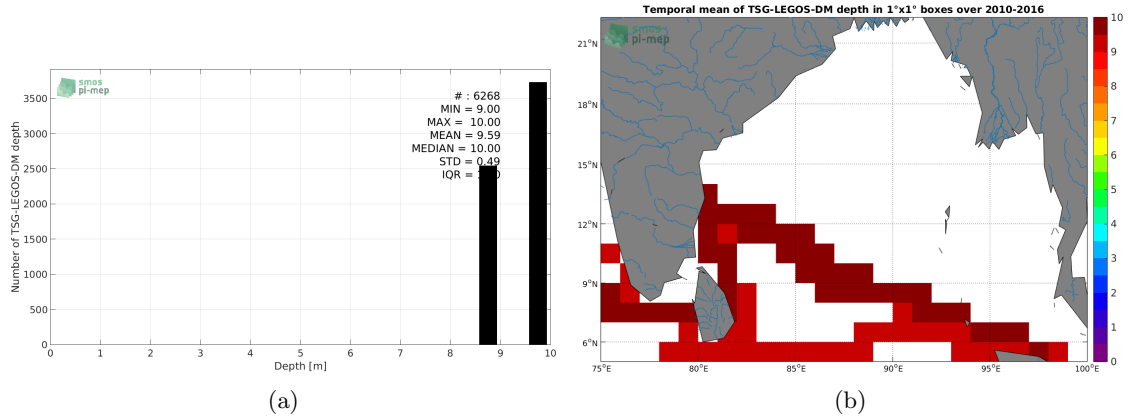 smos
pi-mep
# : 6268
MIN = 9.00
MAX = 10.00
MEAN = 9.59
MEDIAN = 10.00
STD = 0.49
IQR =
Number of TSG-LEGOS-DM depth
3500
3000
2500
2000
1500
1000
500
0
0 1 2 3 4 5 6 7 8 9 10
Depth [m]
(a)
Temporal mean of TSG-LEGOS-DM depth in 1°x1° boxes over 2010-2016
smos
pi-mep
21°N
18°N
15°N
12°N
9°N
6°N
75°E 80°E 85°E 90°E 95°E 100°E
10
9
8
7
6
5
4
3
2
1
0
(b)